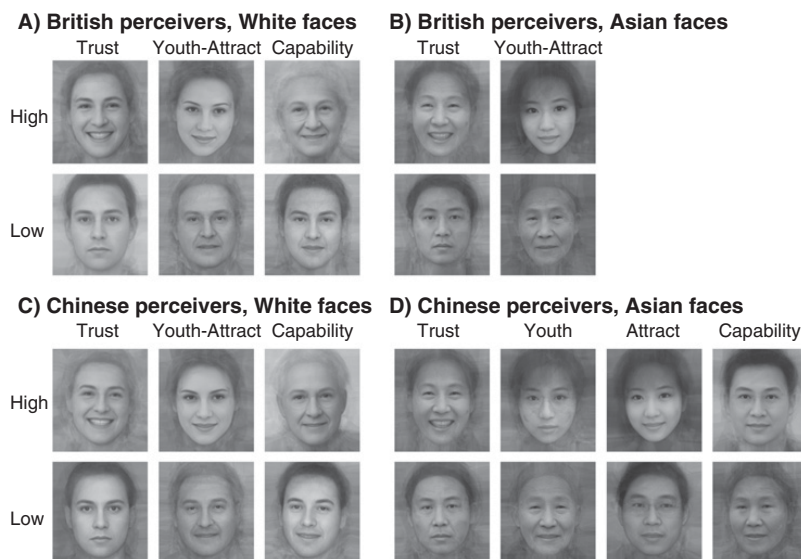 A) British perceivers, White faces
Trust Youth-Attract Capability
High
Low
B) British perceivers, Asian faces
Trust Youth-Attract
C) Chinese perceivers, White faces
Trust Youth-Attract Capability
High
Low
D) Chinese perceivers, Asian faces
Trust Youth Attract Capability